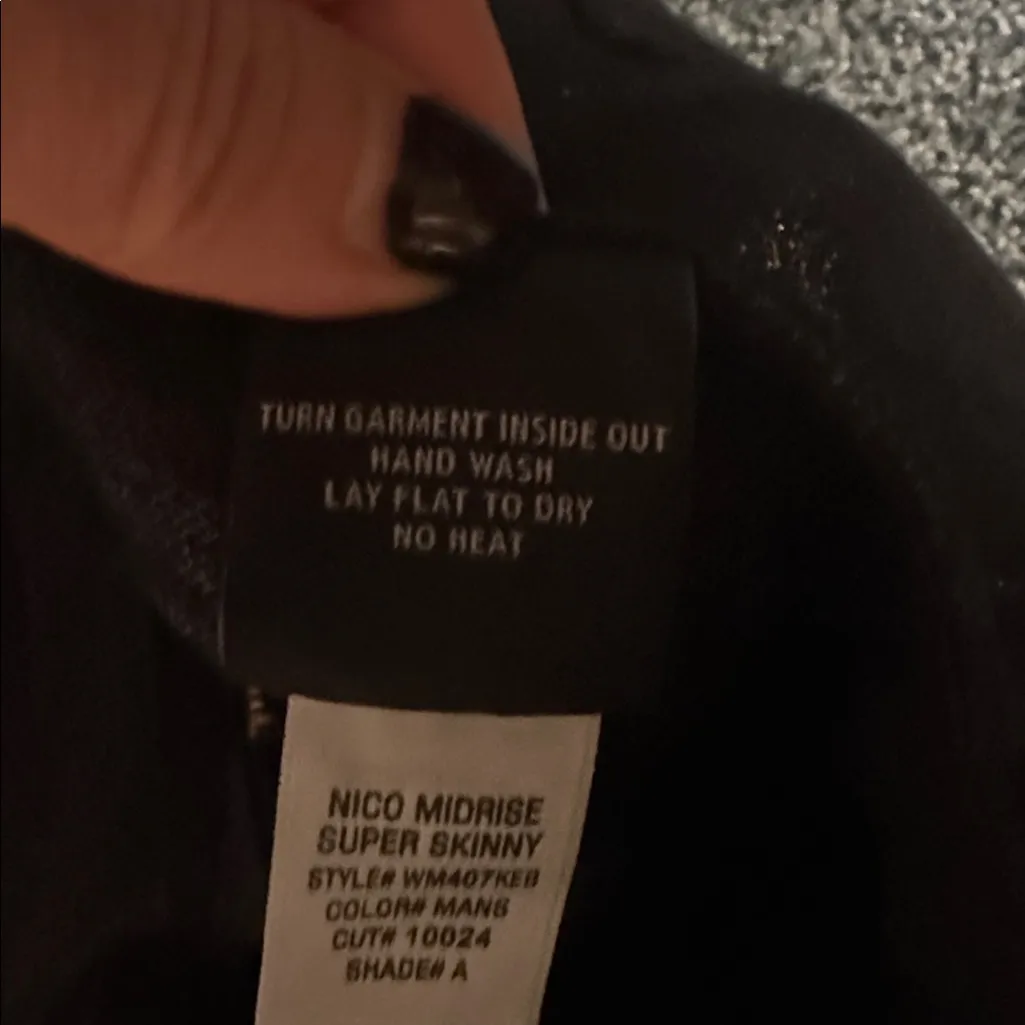 TURN GARMENT INSIDE OUT
HAND WASH
LAY FLAT TO DRY
NO HEAT
NICO MIDRISE
SUPER SKINNY
STYLE# WM407KEB
COLOR# MANS
CUT# 10024
SHADE# A